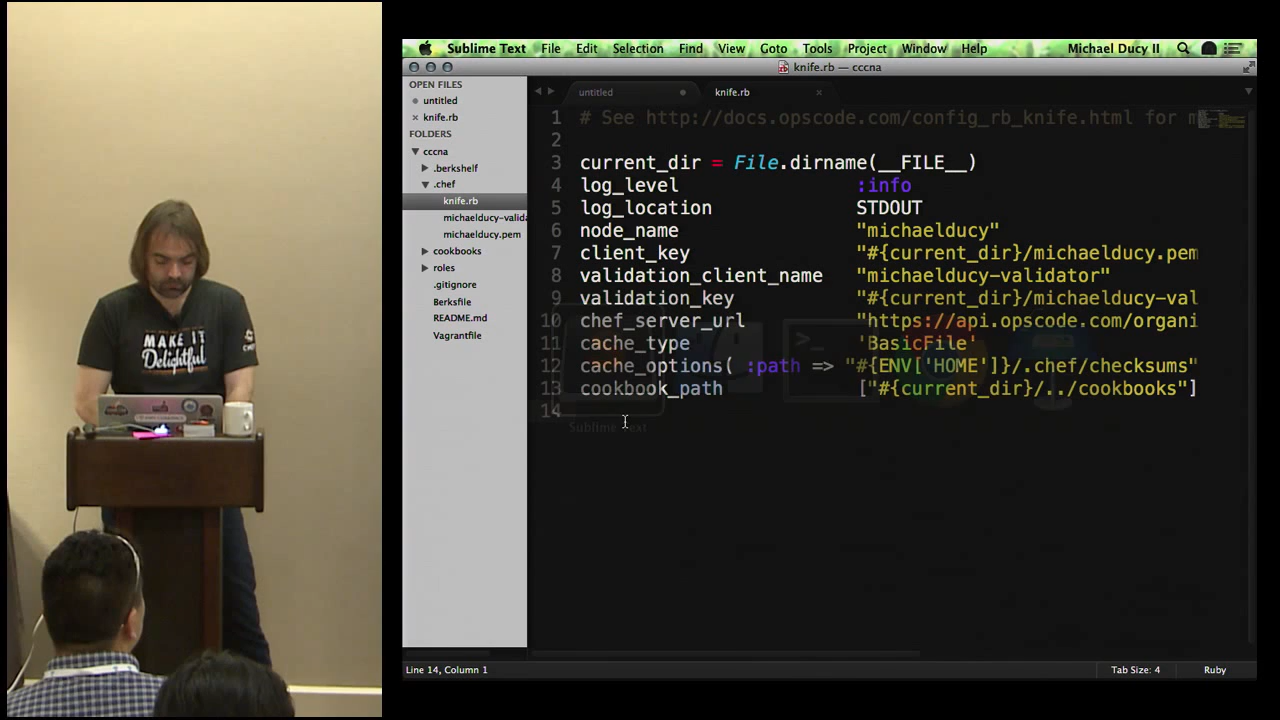 MAKE IT
Delightful
Sublime Text File Edit Selection Find View Goto Tools Project Window Help Michael Ducy II
knife.rb — cccna
OPEN FILES
untitled
knife.rb
FOLDERS
cccna
.berkshelf
.chef
knife.rb
michaelducy-valida
michaelducy.pem
cookbooks
roles
.gitignore
Berksfile
README.md
Vagrantfile
untitled knife.rb
1 # See http://docs.opscode.com/config_rb_knife.html for m
2
3 current_dir = File.dirname(__FILE__)
4 log_level :info
5 log_location STDOUT
6 node_name "michaelducy"
7 client_key "#{current_dir}/michaelducy.pem
8 validation_client_name "michaelducy-validator"
9 validation_key "#{current_dir}/michaelducy-val
10 chef_server_url "https://api.opscode.com/organi
11 cache_type 'BasicFile'
12 cache_options( :path => "#{ENV['HOME']}/.chef/checksums"
13 cookbook_path ["#{current_dir}/../cookbooks"]
14
Sublime Text
Line 14, Column 1 Tab Size: 4 Ruby